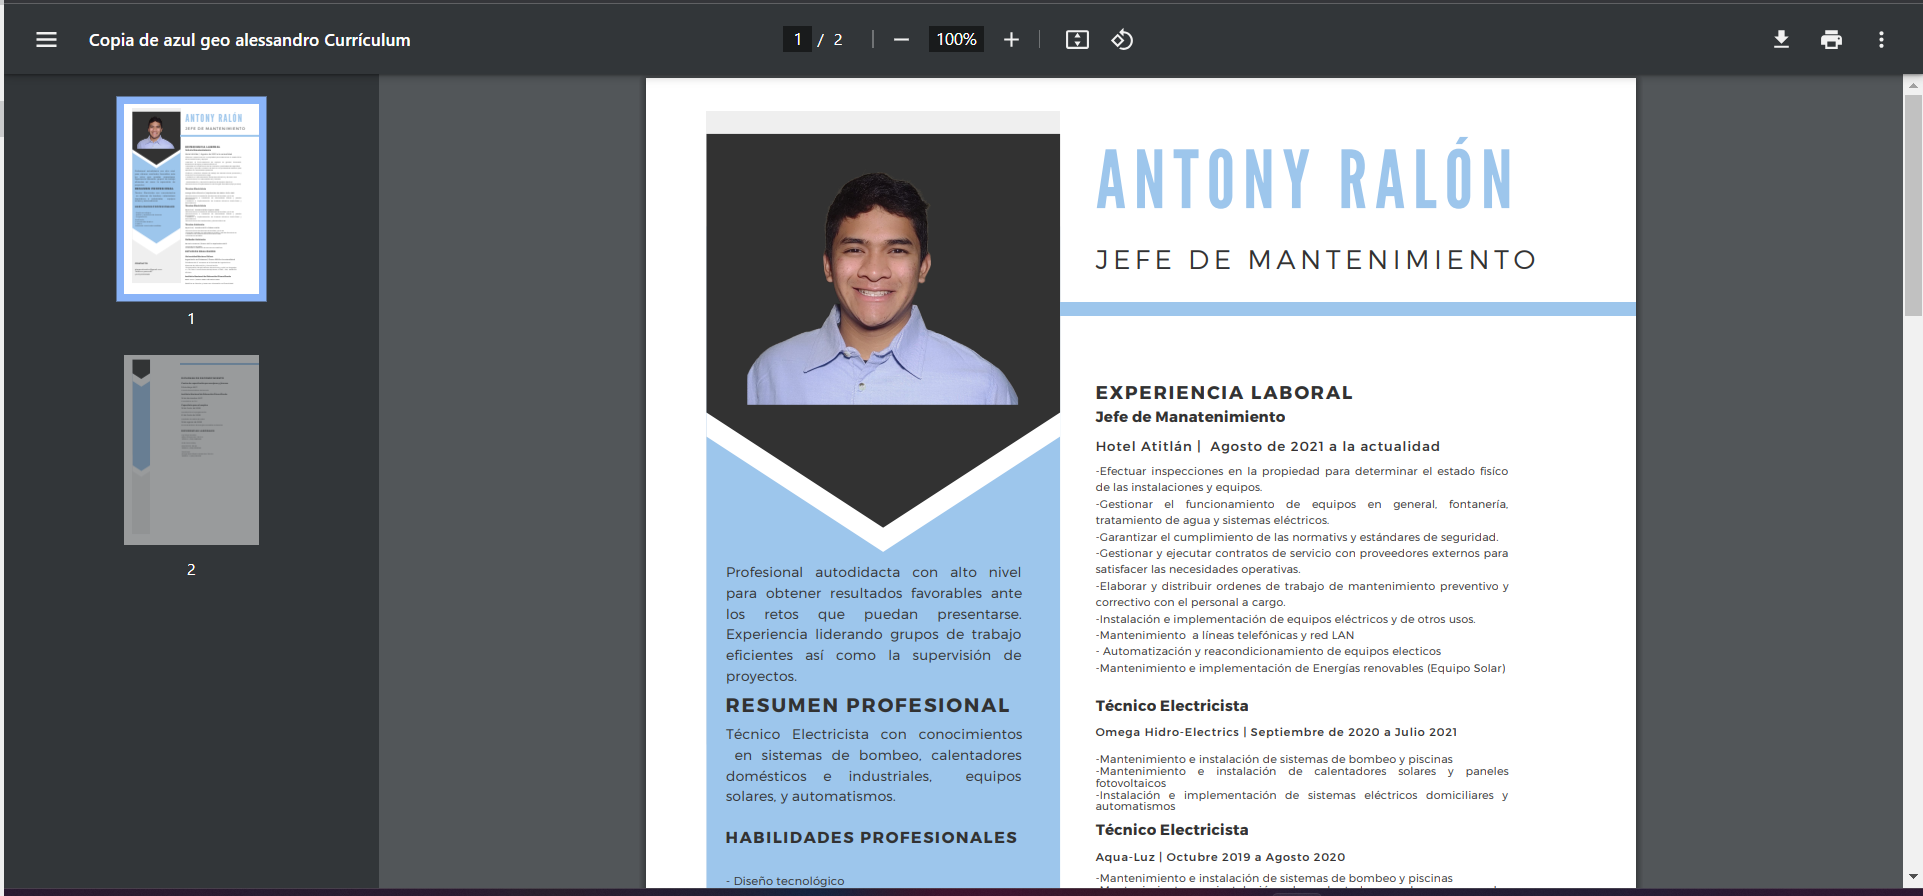 Copia de azul geo alessandro Currículum
1 / 2
100%
ANTONY RALÓN
JEFE DE MANTENIMIENTO
1
2
ANTONY RALÓN
JEFE DE MANTENIMIENTO
Profesional autodidacta con alto nivel
para obtener resultados favorables ante
los retos que puedan presentarse.
Experiencia liderando grupos de trabajo
eficientes así como la supervisión de
proyectos.
RESUMEN PROFESIONAL
Técnico Electricista con conocimientos
en sistemas de bombeo, calentadores
domésticos e industriales, equipos
solares, y automatismos.
HABILIDADES PROFESIONALES
- Diseño tecnológico
EXPERIENCIA LABORAL
Jefe de Manatenimiento
Hotel Atitlán | Agosto de 2021 a la actualidad
-Efectuar inspecciones en la propiedad para determinar el estado fisíco
de las instalaciones y equipos.
-Gestionar el funcionamiento de equipos en general, fontanería,
tratamiento de agua y sistemas eléctricos.
-Garantizar el cumplimiento de las normativs y estándares de seguridad.
-Gestionar y ejecutar contratos de servicio con proveedores externos para
satisfacer las necesidades operativas.
-Elaborar y distribuir ordenes de trabajo de mantenimiento preventivo y
correctivo con el personal a cargo.
-Instalación e implementación de equipos eléctricos y de otros usos.
-Mantenimiento a líneas telefónicas y red LAN
- Automatización y reacondicionamiento de equipos electicos
-Mantenimiento e implementación de Energías renovables (Equipo Solar)
Técnico Electricista
Omega Hidro-Electrics | Septiembre de 2020 a Julio 2021
-Mantenimiento e instalación de sistemas de bombeo y piscinas
-Mantenimiento e instalación de calentadores solares y paneles
fotovoltaicos
-Instalación e implementación de sistemas eléctricos domiciliares y
automatismos
Técnico Electricista
Aqua-Luz | Octubre 2019 a Agosto 2020
-Mantenimiento e instalación de sistemas de bombeo y piscinas